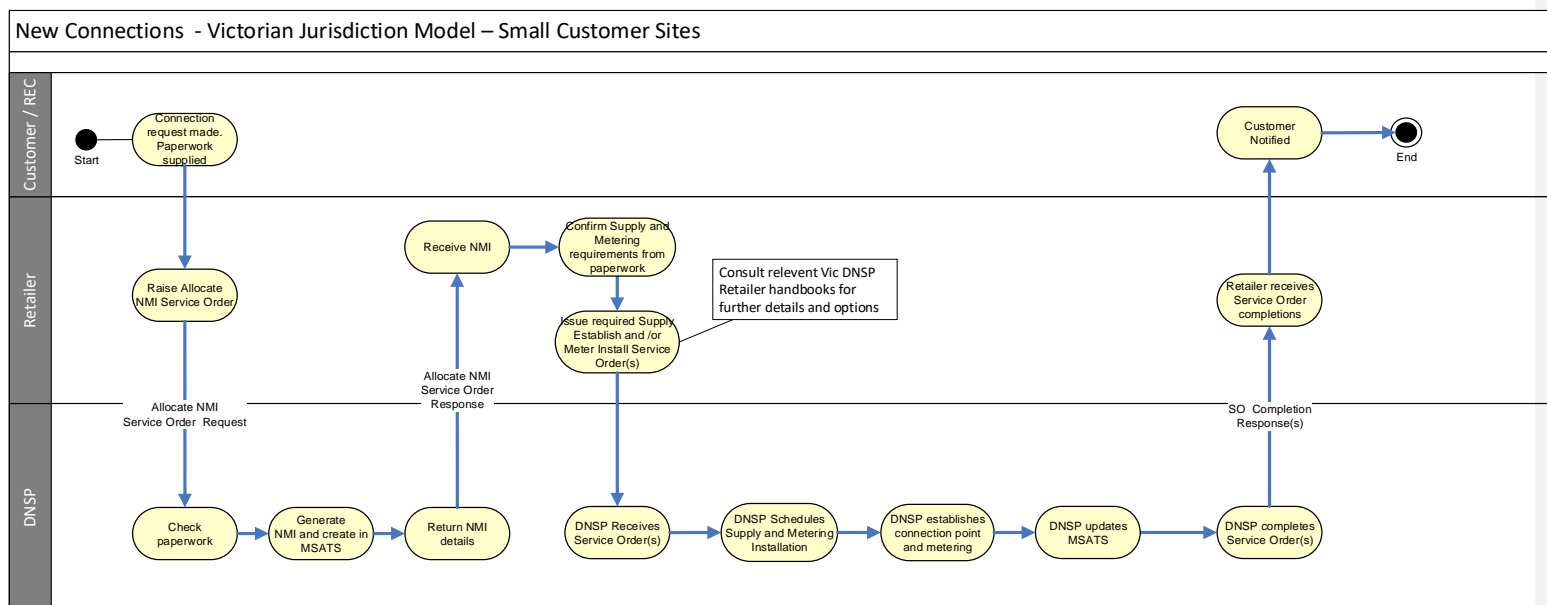 New Connections  - Victorian Jurisdiction Model – Small Customer Sites
Customer / REC
Start
Connection
request made.
Paperwork
supplied
Customer
Notified
End
Retailer
Raise Allocate
NMI Service Order
Receive NMI
Confirm Supply and
Metering
requirements from
paperwork
Issue required Supply
Establish and /or
Meter Install Service
Order(s)
Consult relevent Vic DNSP
Retailer handbooks for
further details and options
Retailer receives
Service Order
completions
Allocate NMI
Service Order  Request
Allocate NMI
Service Order
Response
SO  Completion
Response(s)
DNSP
Check
paperwork
Generate
NMI and create in
MSATS
Return NMI
details
DNSP Receives
Service Order(s)
DNSP Schedules
Supply and Metering
Installation
DNSP establishes
connection point
and metering
DNSP updates
MSATS
DNSP completes
Service Order(s)